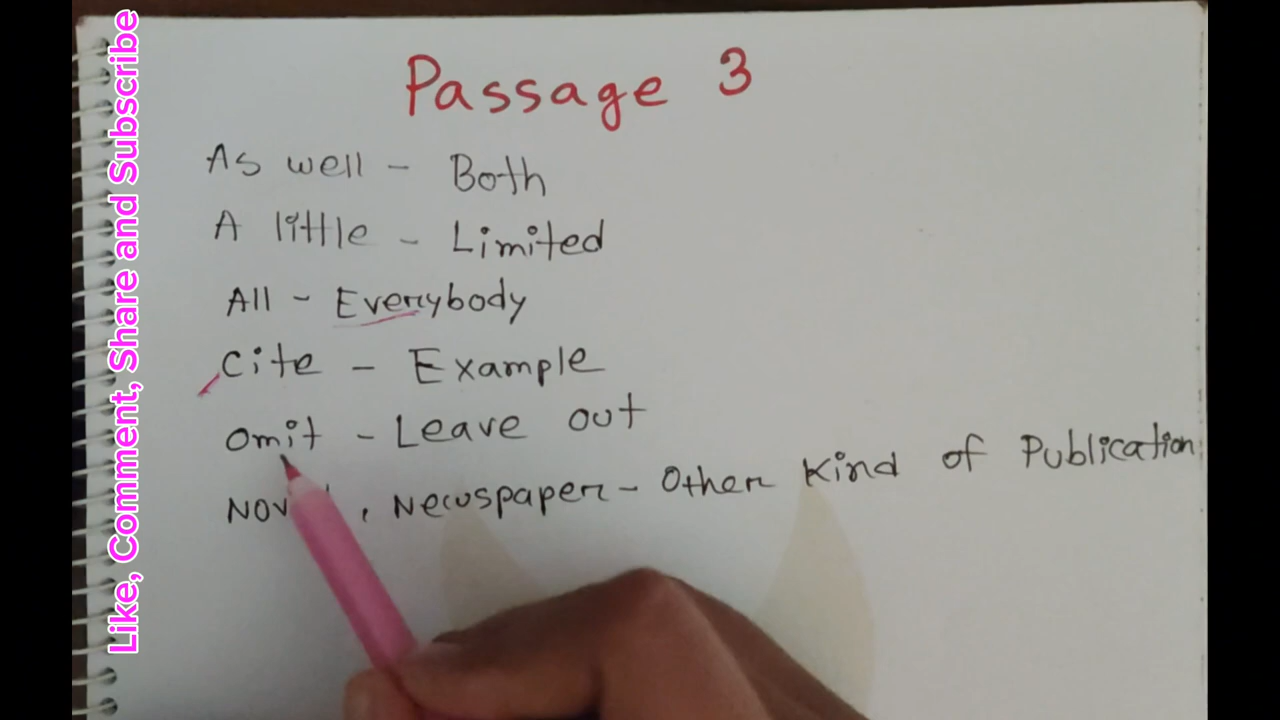 Passage 3
As well - Both
A little - Limited
All - Everybody
Cite - Example
Omit - Leave out
, Newspaper - Other Kind of Publication
Like, Comment, Share and Subscribe